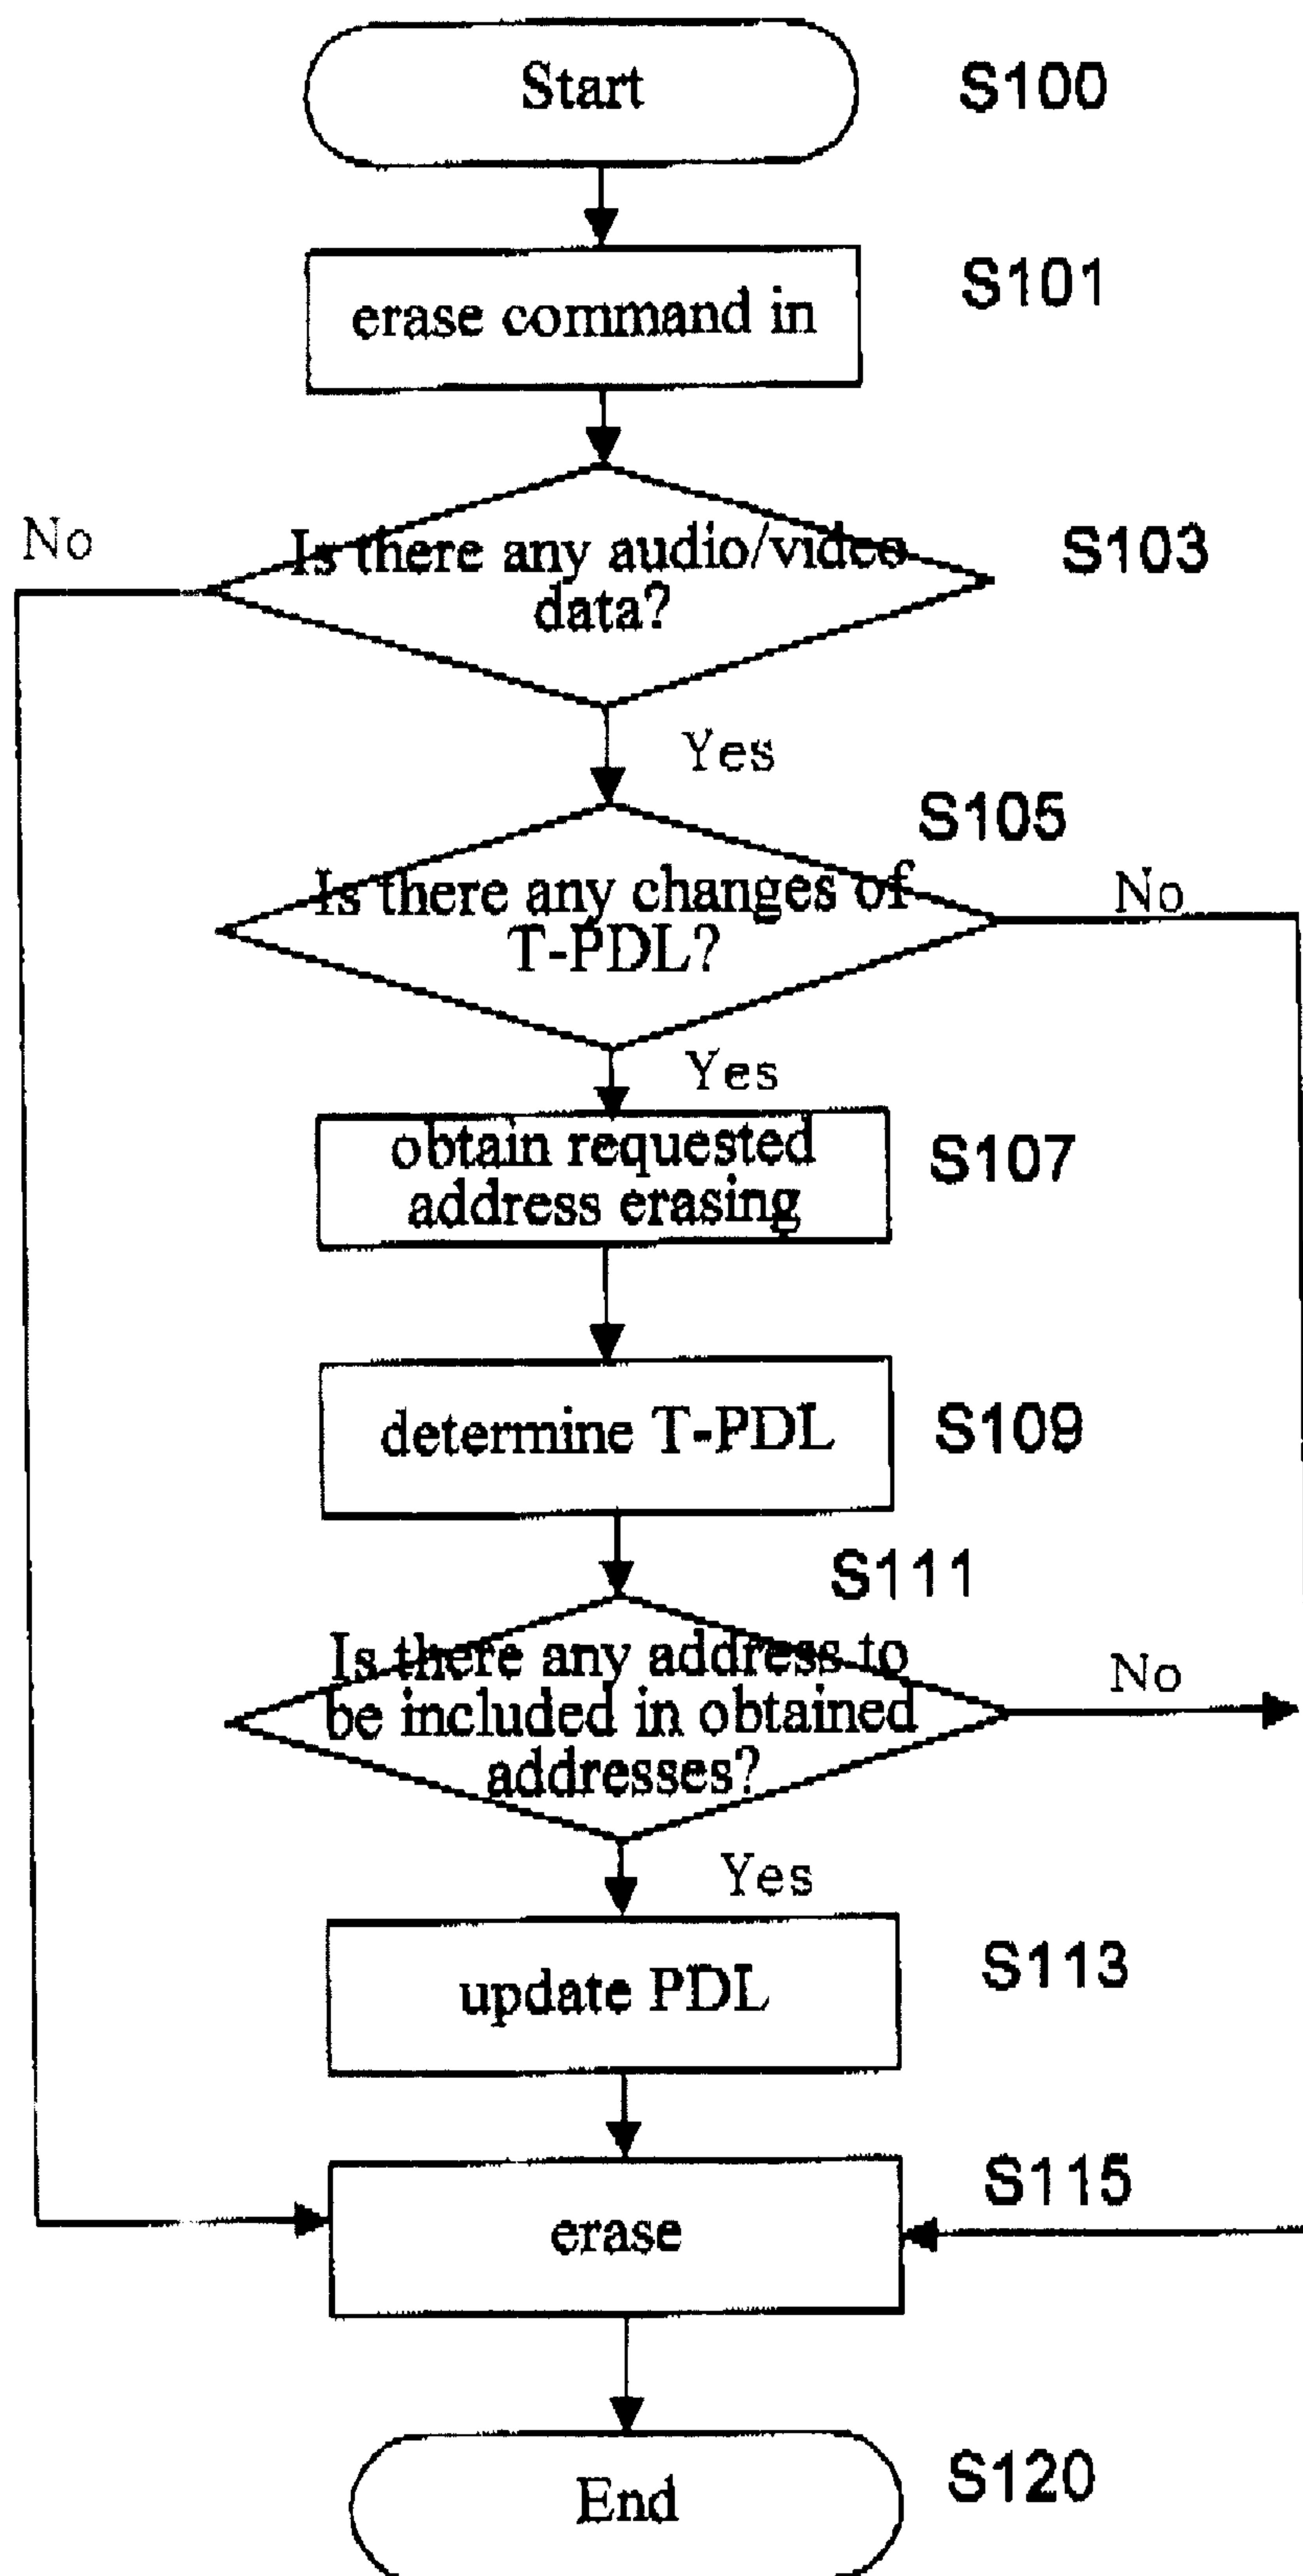 Start
S100
erase command in
S101
Is there any audio/video
data?
S103
No
Yes
S105
Is there any changes of
T-PDL?
No
Yes
obtain requested
address erasing
S107
determine T-PDL
S109
S111
Is there any address to
be included in obtained
addresses?
No
Yes
update PDL
S113
erase
S115
End
S120